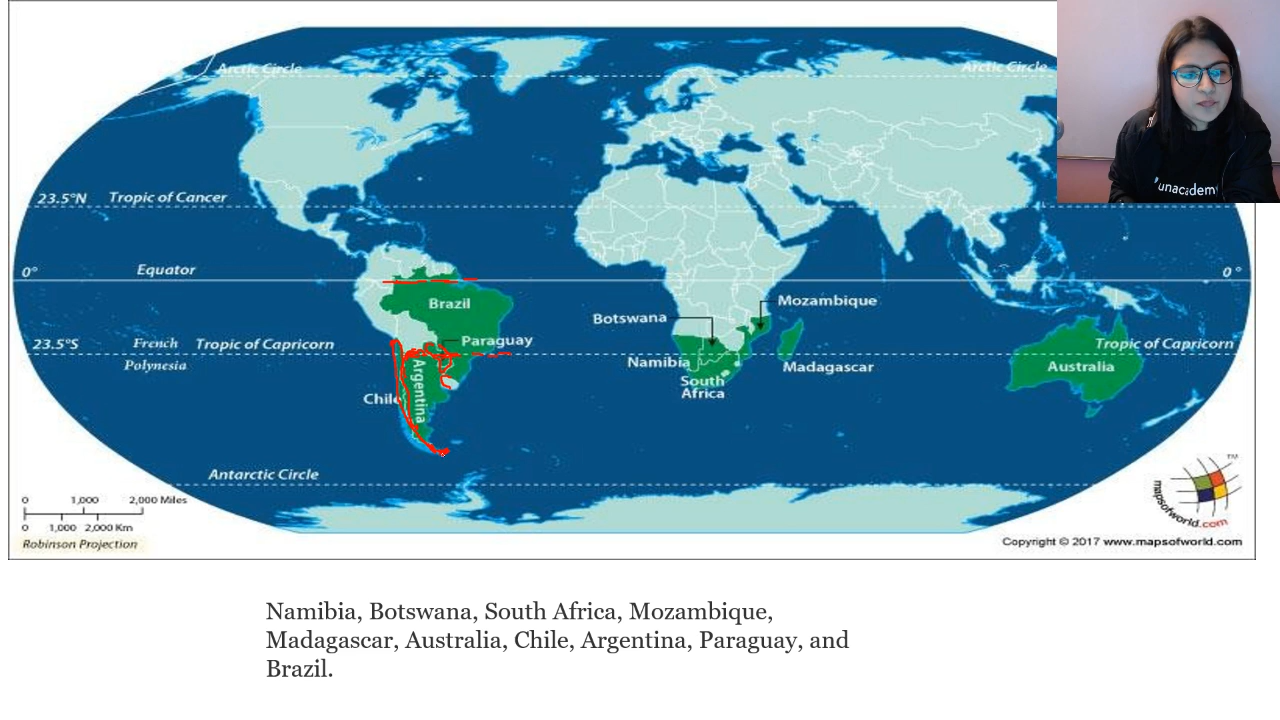 Arctic Circle
Arctic Circle
unacademy
23.5°N
Tropic of Cancer
0°
Equator
0°
Brazil
Mozambique
Botswana
23.5°S
French
Polynesia
Tropic of Capricorn
Paraguay
Tropic of Capricorn
Namibia
Madagascar
Australia
Argentina
South
Africa
Chile
Antarctic Circle
0 1,000 2,000 Miles
0 1,000 2,000 Km
Robinson Projection
TM
mapsofworld.com
Copyright © 2017 www.mapsofworld.com
Namibia, Botswana, South Africa, Mozambique,
Madagascar, Australia, Chile, Argentina, Paraguay, and
Brazil.